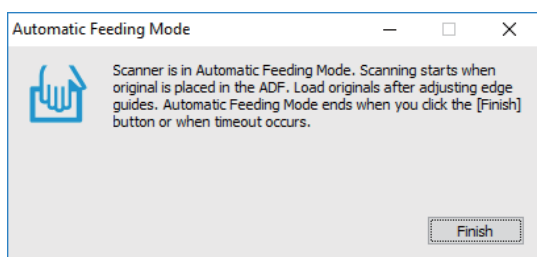 Automatic Feeding Mode
Scanner is in Automatic Feeding Mode. Scanning starts when
original is placed in the ADF. Load originals after adjusting edge
guides. Automatic Feeding Mode ends when you click the [Finish]
button or when timeout occurs.
Finish